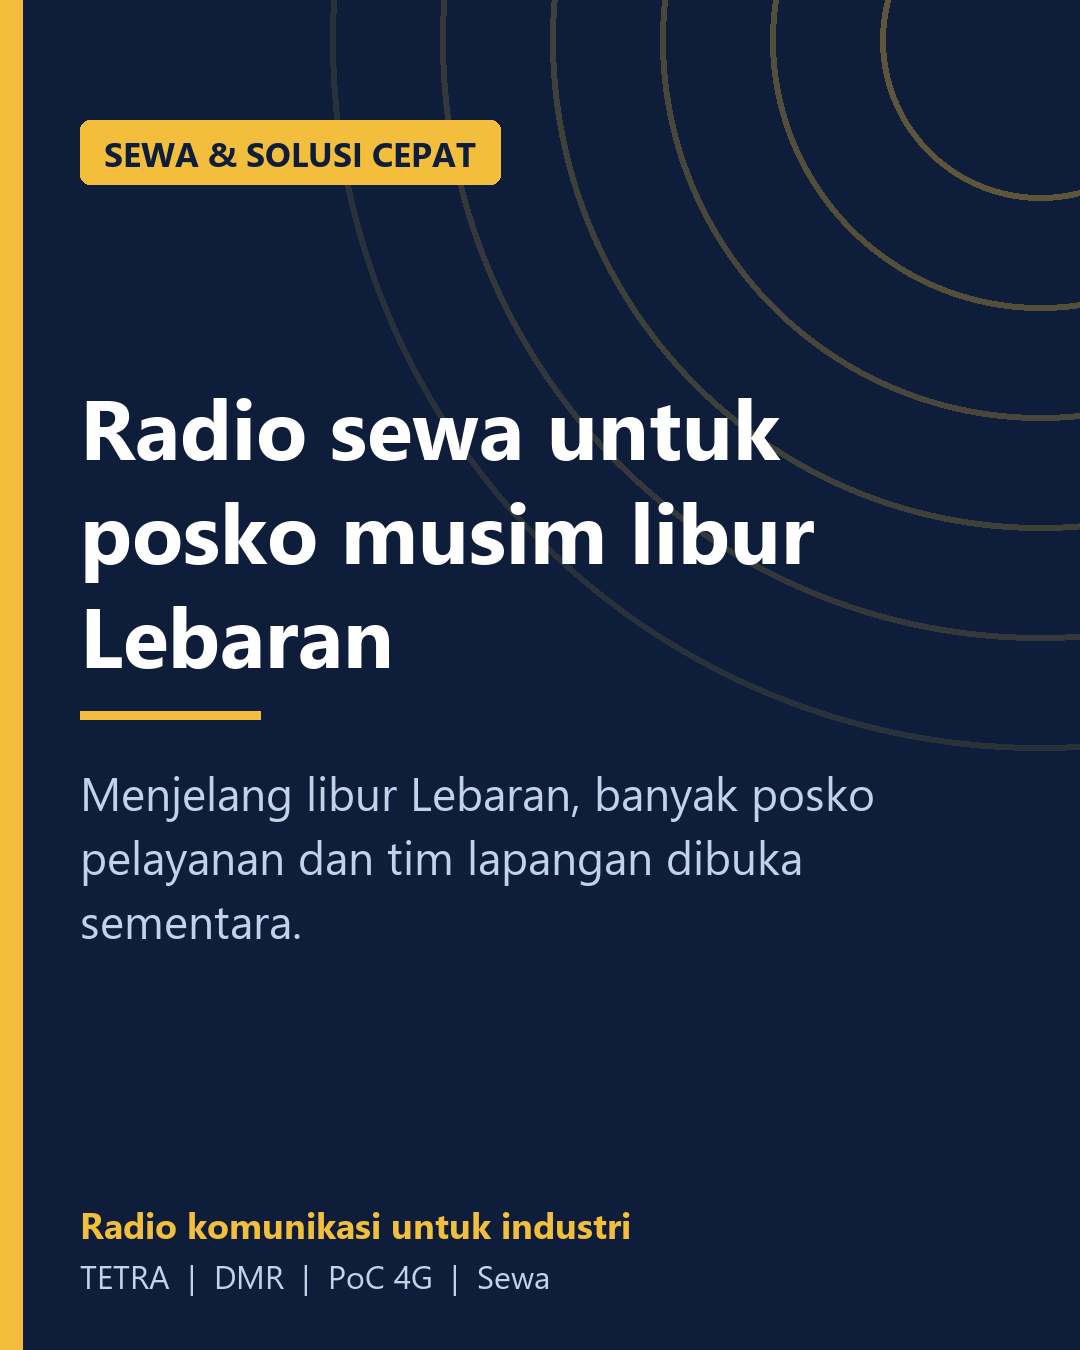 SEWA & SOLUSI CEPAT
Radio sewa untuk
posko musim libur
Lebaran
Menjelang libur Lebaran, banyak posko
pelayanan dan tim lapangan dibuka
sementara.
Radio komunikasi untuk industri
TETRA | DMR | PoC 4G | Sewa